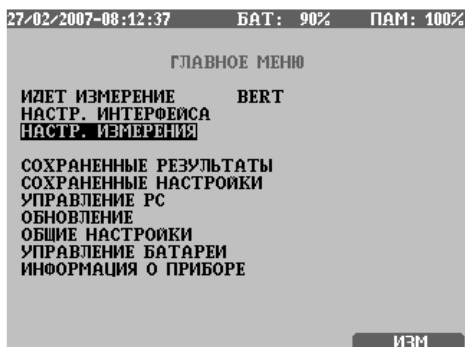 27/02/2007-08:12:37 БАТ: 90% ПАМ: 100%
ГЛАВНОЕ МЕНЮ
ИДЕТ ИЗМЕРЕНИЕ BERT
НАСТР. ИНТЕРФЕЙСА
НАСТР. ИЗМЕРЕНИЯ
СОХРАНЕННЫЕ РЕЗУЛЬТАТЫ
СОХРАНЕННЫЕ НАСТРОЙКИ
УПРАВЛЕНИЕ PC
ОБНОВЛЕНИЕ
ОБЩИЕ НАСТРОЙКИ
УПРАВЛЕНИЕ БАТАРЕИ
ИНФОРМАЦИЯ О ПРИБОРЕ
ИЗМ